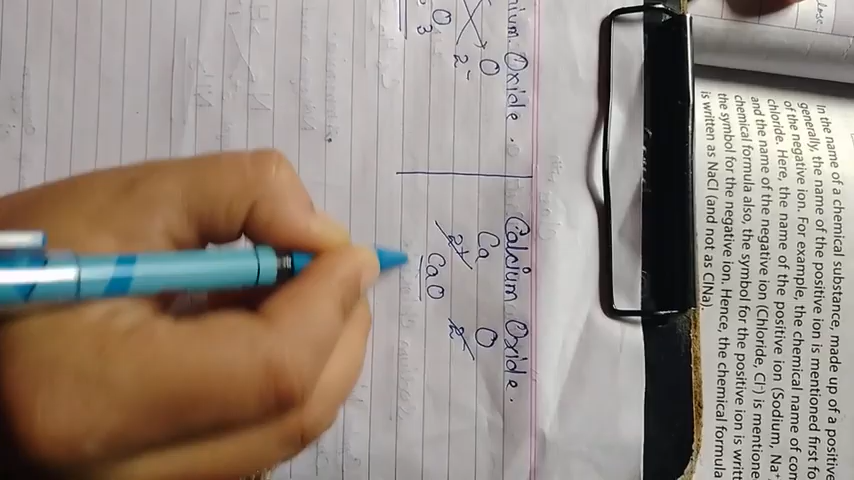 nium Oxide.
O
2-
O
3
Calcium Oxide.
Ca O
2+ 2-
CaO
In the name of a chemical substance, made up of a positive
generally, the name of the positive ion is mentioned first fo
of the negative ion. For example, the chemical name of com
chloride. Here, the name of the positive ion (Sodium, Na+
and the name of the negative ion (Chloride, Cl-) is mentione
chemical formula also, the symbol for the positive ion is writt
the symbol for the negative ion. Hence, the chemical formula
is written as NaCl (and not as ClNa).